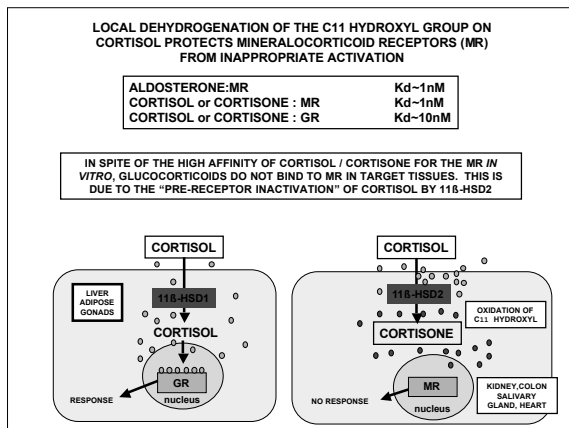 LOCAL DEHYDROGENATION OF THE C11 HYDROXYL GROUP ON
CORTISOL PROTECTS MINERALOCORTICOID RECEPTORS (MR)
FROM INAPPROPRIATE ACTIVATION
ALDOSTERONE:MR Kd~1nM
CORTISOL or CORTISONE : MR Kd~1nM
CORTISOL or CORTISONE : GR Kd~10nM
IN SPITE OF THE HIGH AFFINITY OF CORTISOL / CORTISONE FOR THE MR IN
VITRO, GLUCOCORTICOIDS DO NOT BIND TO MR IN TARGET TISSUES. THIS IS
DUE TO THE “PRE-RECEPTOR INACTIVATION” OF CORTISOL BY 11ß-HSD2
CORTISOL
LIVER
ADIPOSE
GONADS
11ß-HSD1
CORTISOL
GR
RESPONSE
nucleus
CORTISOL
11ß-HSD2
OXIDATION OF
C11 HYDROXYL
CORTISONE
MR
NO RESPONSE
nucleus
KIDNEY,COLON
SALIVARY
GLAND, HEART